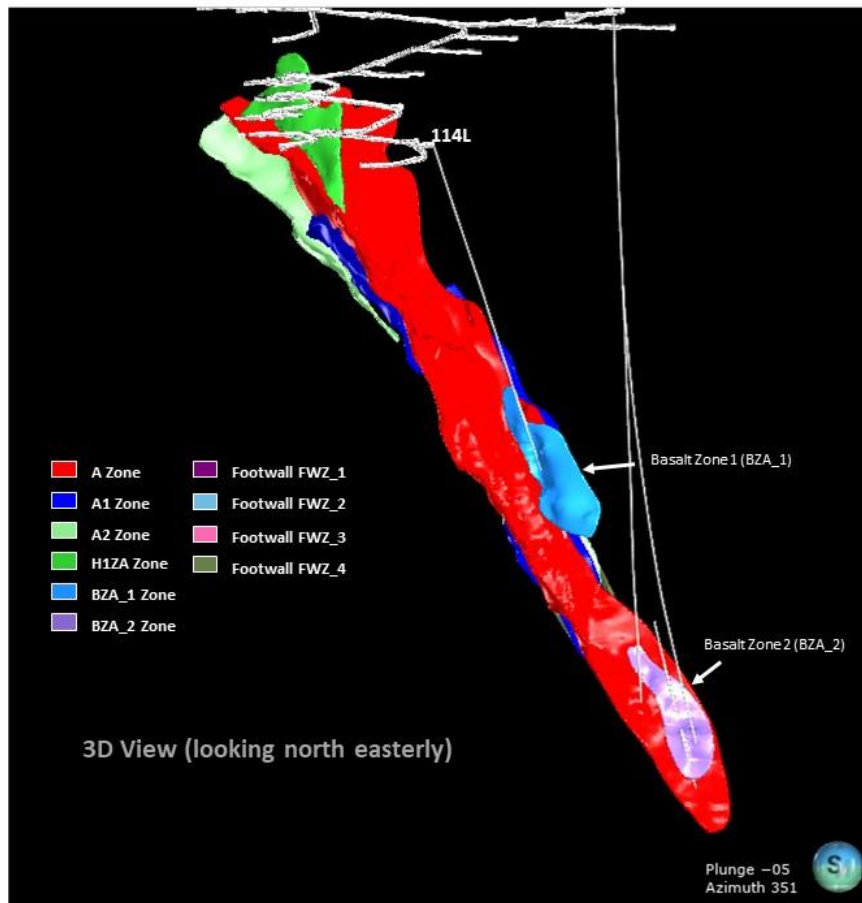 114L
Basalt Zone 1 (BZA_1)
A Zone
A1 Zone
A2 Zone
H1ZA Zone
BZA_1 Zone
BZA_2 Zone
Footwall FWZ_1
Footwall FWZ_2
Footwall FWZ_3
Footwall FWZ_4
Basalt Zone 2 (BZA_2)
3D View (looking north easterly)
Plunge −05
Azimuth 351
S